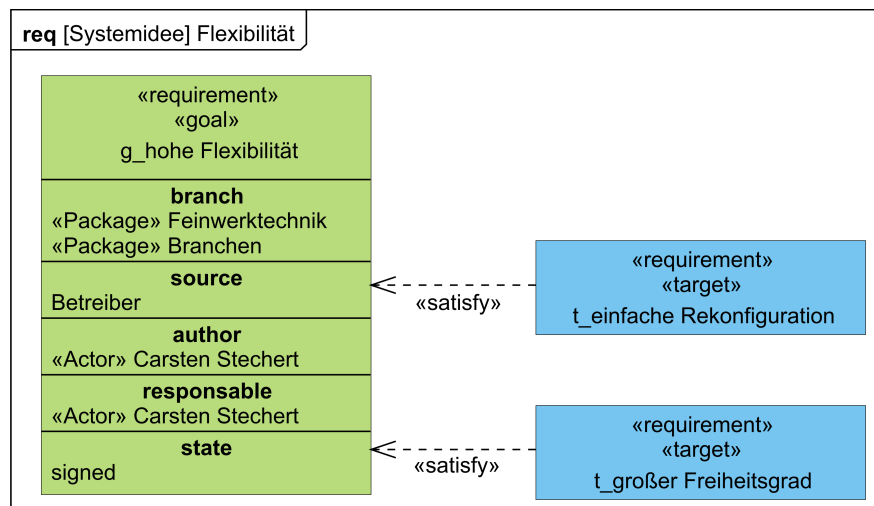 req [Systemidee] Flexibilität
«requirement»
«goal»
g_hohe Flexibilität
branch
«Package» Feinwerktechnik
«Package» Branchen
source
Betreiber
author
«Actor» Carsten Stechert
responsable
«Actor» Carsten Stechert
state
signed
«satisfy»
«requirement»
«target»
t_einfache Rekonfiguration
«satisfy»
«requirement»
«target»
t_großer Freiheitsgrad